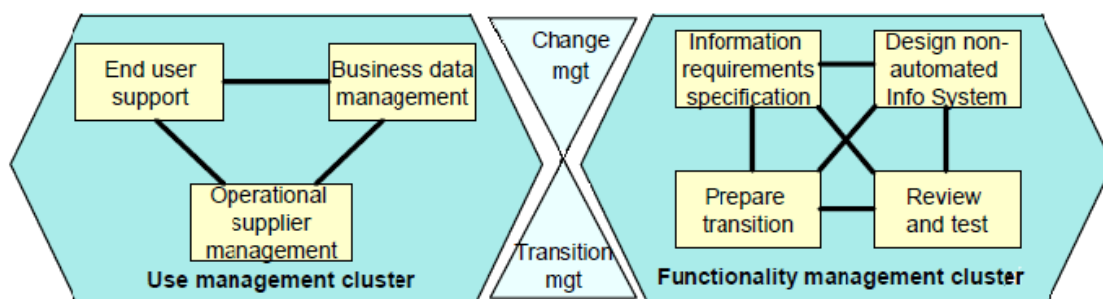 End user
support
Business data
management
Operational
supplier
management
Use management cluster
Change
mgt
Transition
mgt
Information
requirements
specification
Design non-
automated
Info System
Prepare
transition
Review
and test
Functionality management cluster